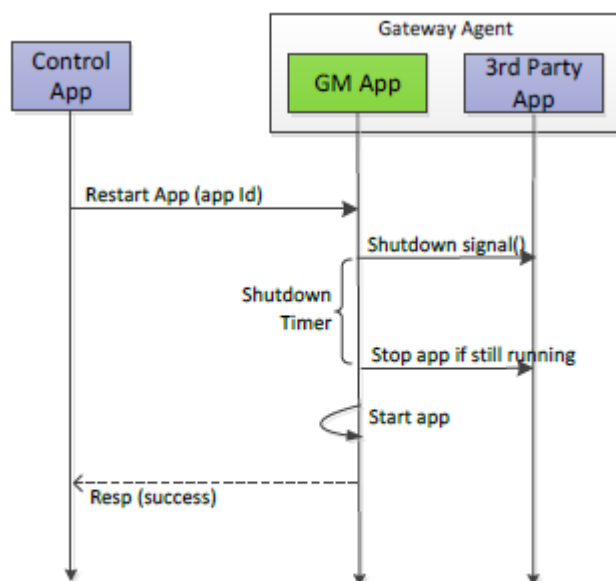 Gateway Agent
Control
App
GM App
3rd Party
App
Restart App (app Id)
Shutdown signal()
Shutdown
Timer
Stop app if still running
Start app
Resp (success)